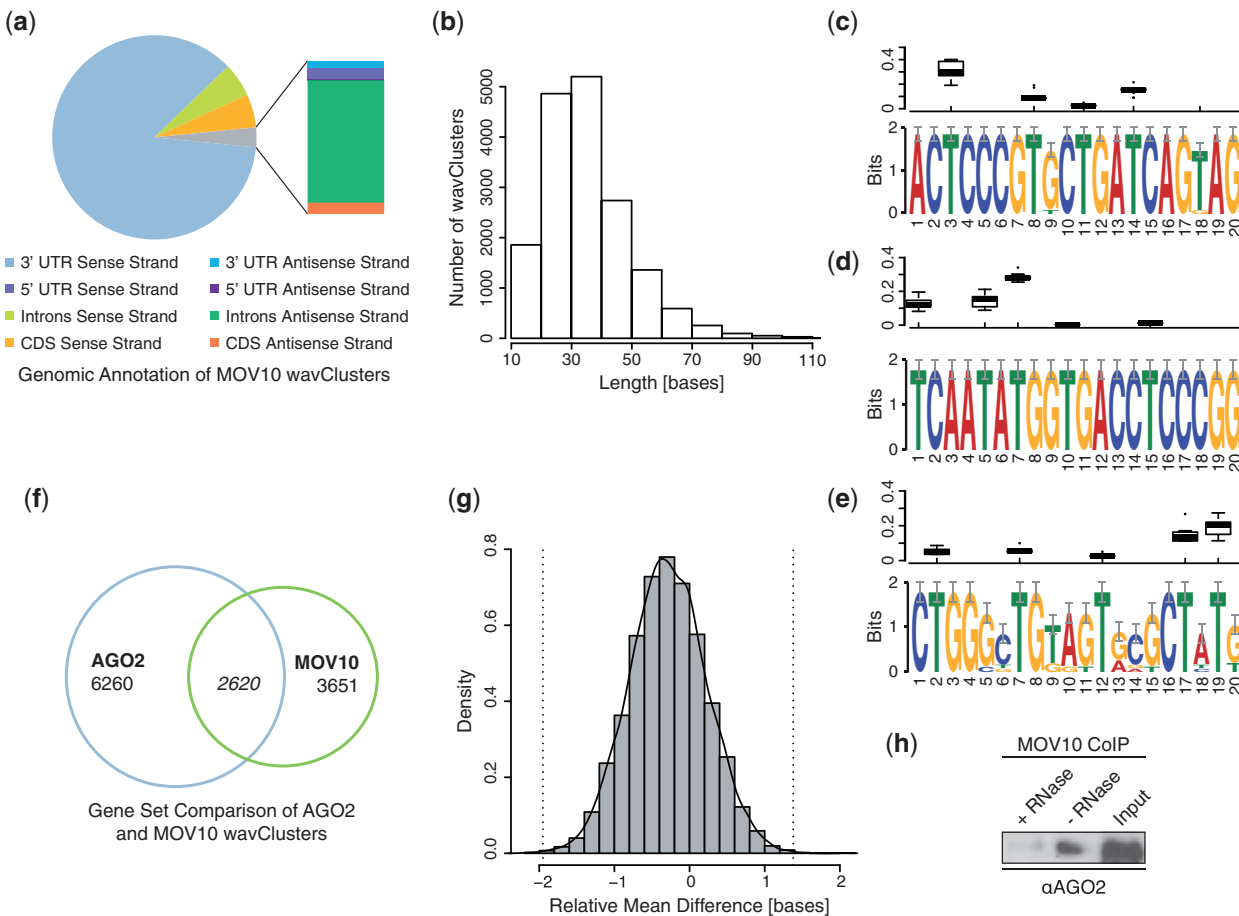 (a)
3' UTR Sense Strand
5' UTR Sense Strand
Introns Sense Strand
CDS Sense Strand
3' UTR Antisense Strand
5' UTR Antisense Strand
Introns Antisense Strand
CDS Antisense Strand
Genomic Annotation of MOV10 wavClusters
(b)
Number of wavClusters
5000
4000
3000
2000
1000
0
10 30 50 70 90 110
Length [bases]
(c)
0.4
0.2
0
Bits
2
1
0
ACTCCCGTGCTGATCAGTAG
1 2 3 4 5 6 7 8 9 10 11 12 13 14 15 16 17 18 19 20
(d)
0.4
0.2
0
Bits
2
1
0
TCAATATGGTGACCTCCCGG
1 2 3 4 5 6 7 8 9 10 11 12 13 14 15 16 17 18 19 20
(e)
0.4
0.2
0
Bits
2
1
0
CTGGGCTGTAGTGCGCTATG
1 2 3 4 5 6 7 8 9 10 11 12 13 14 15 16 17 18 19 20
(f)
AGO2
6260
2620
MOV10
3651
Gene Set Comparison of AGO2
and MOV10 wavClusters
(g)
Density
0.8
0.6
0.4
0.2
0.0
−2 −1 0 1 2
Relative Mean Difference [bases]
(h)
MOV10 CoIP
+ RNase
- RNase
Input
αAGO2